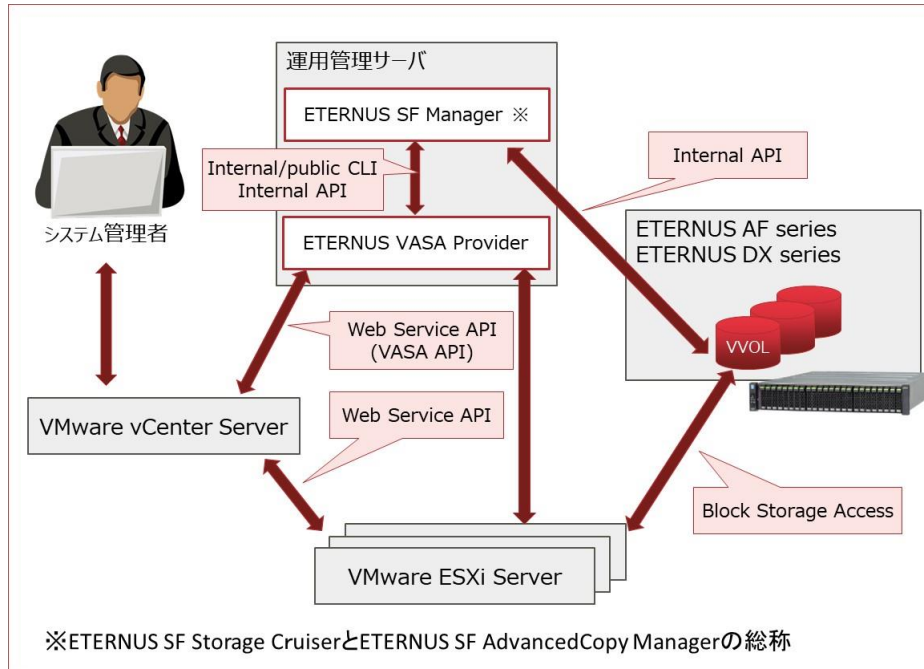 運用管理サーバ
ETERNUS SF Manager ※
Internal/public CLI
Internal API
Internal API
システム管理者
ETERNUS VASA Provider
ETERNUS AF series
ETERNUS DX series
VVOL
Web Service API
(VASA API)
VMware vCenter Server
Web Service API
Block Storage Access
VMware ESXi Server
※ETERNUS SF Storage CruiserとETERNUS SF AdvancedCopy Managerの総称